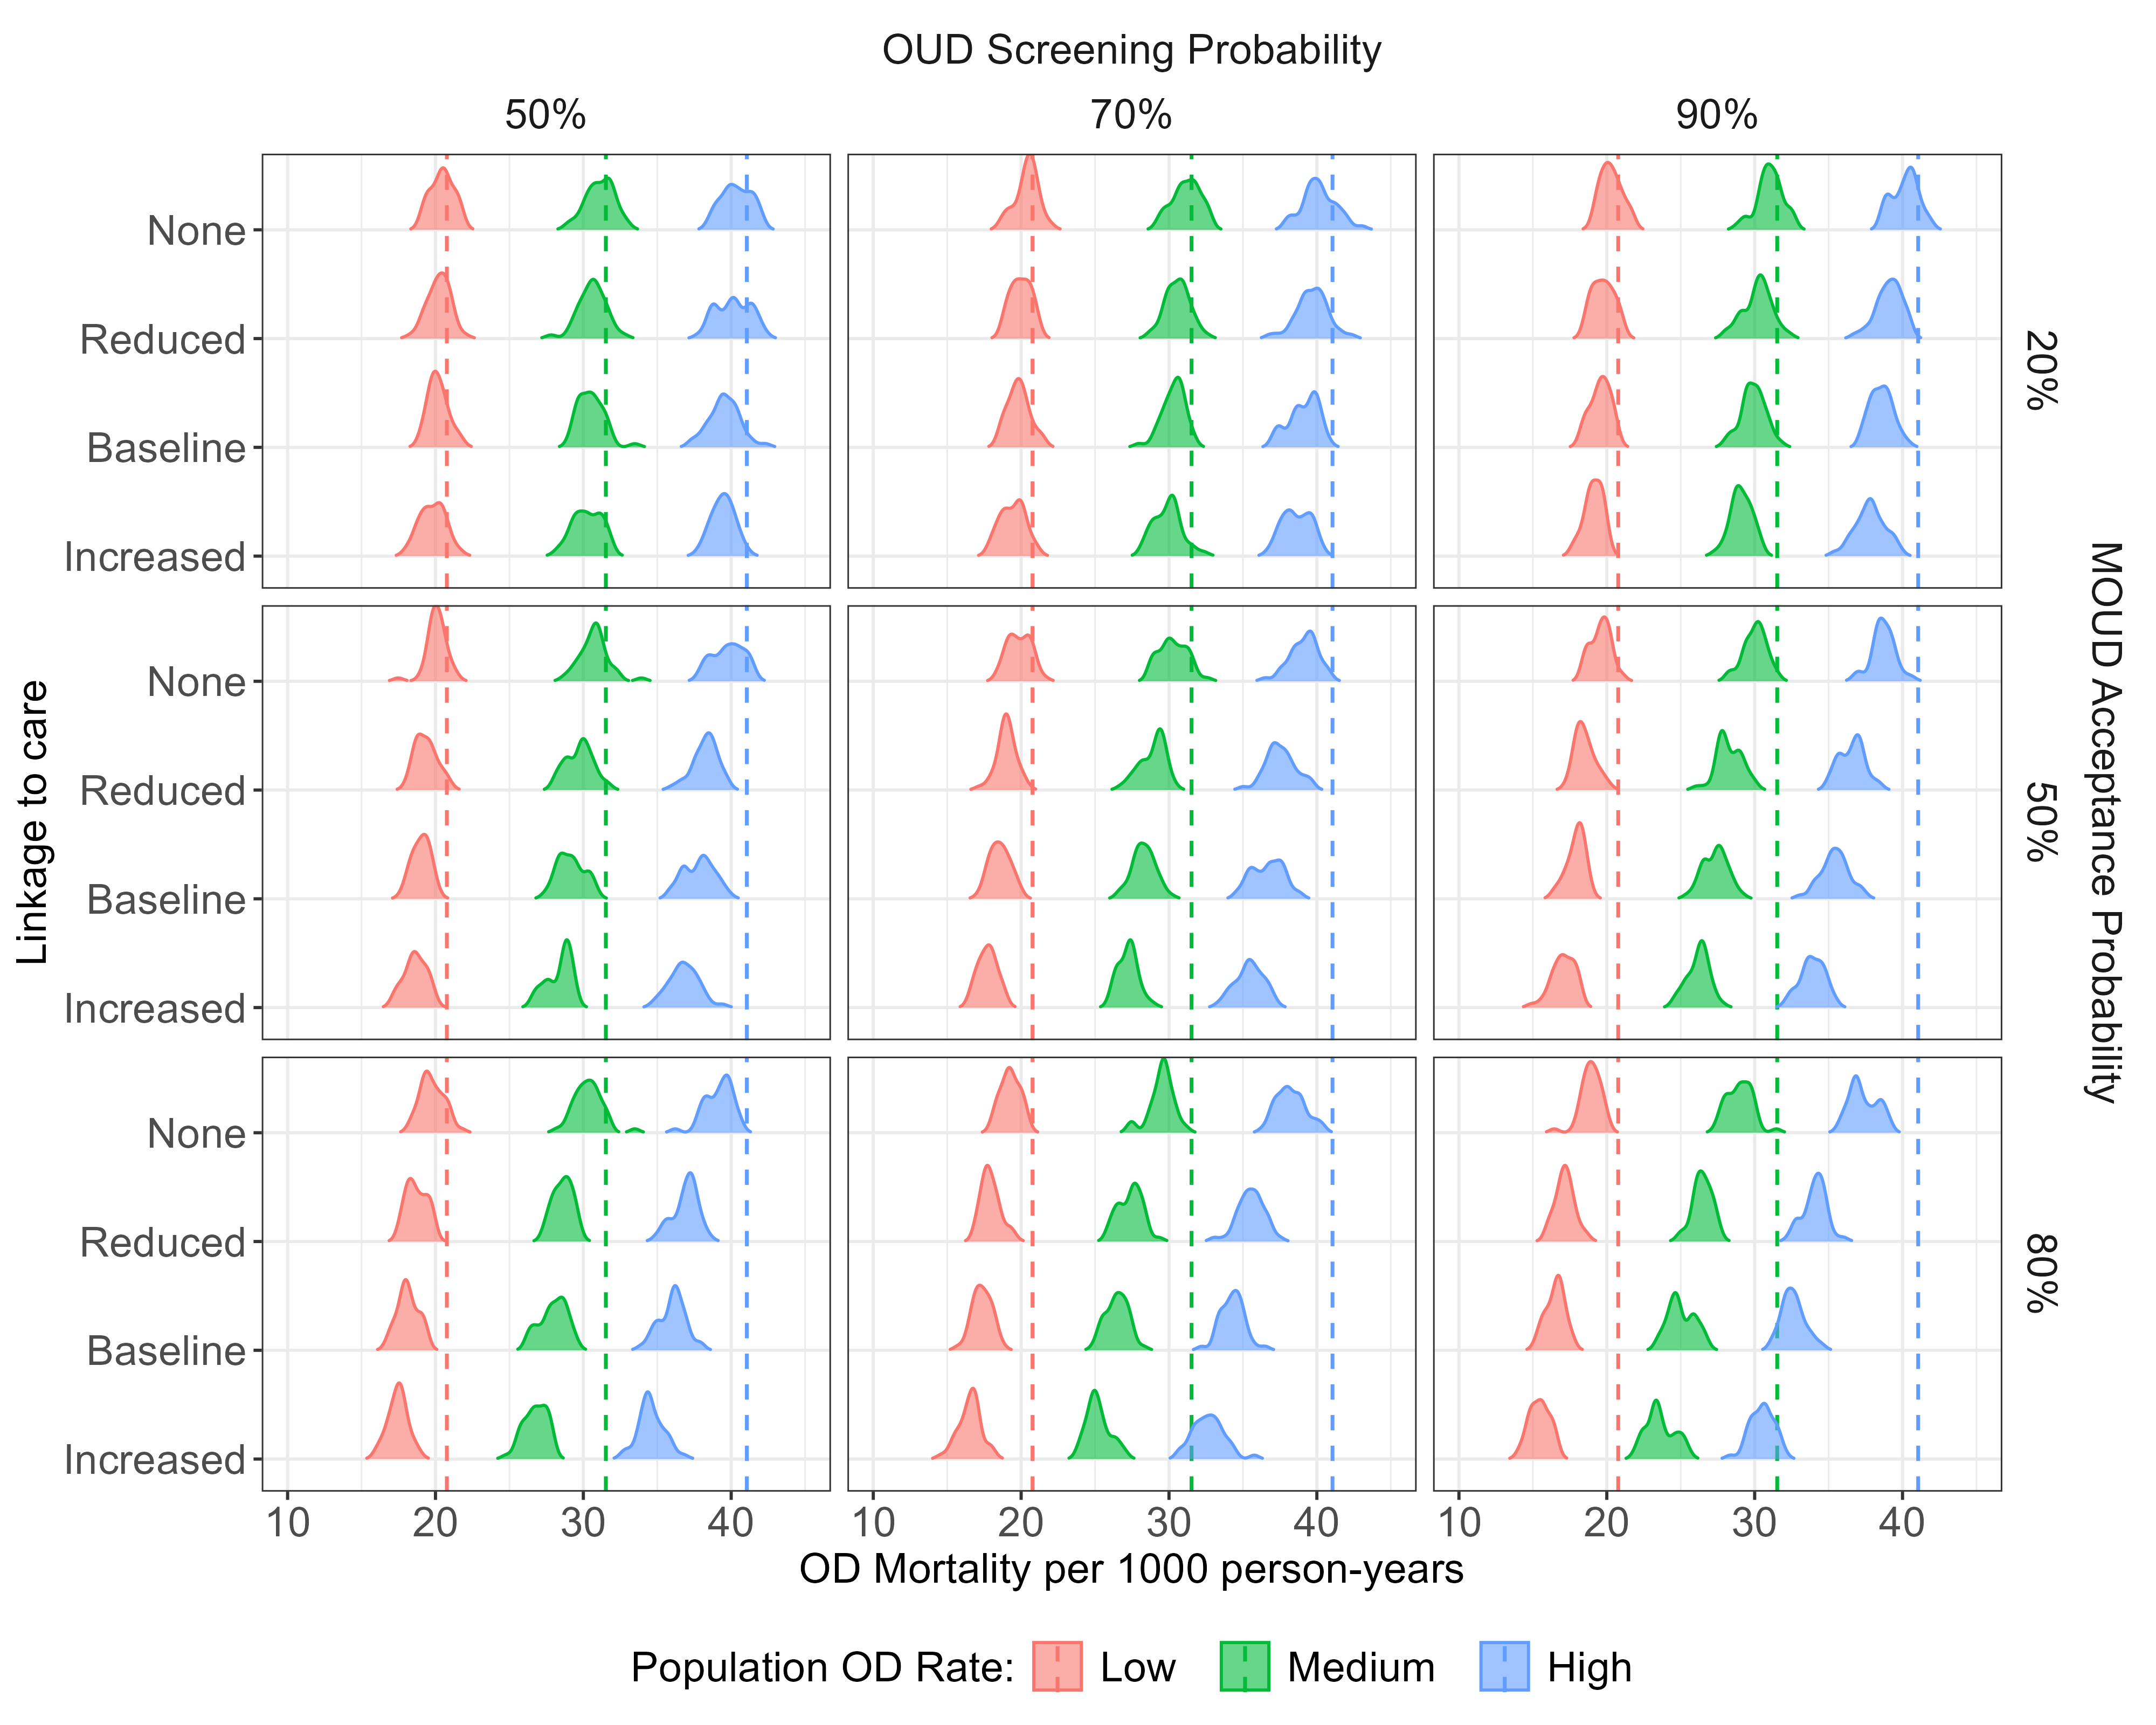 OUD Screening Probability
50% 70% 90%
None
Reduced
Baseline
Increased
20%
None
Reduced
Baseline
Increased
50%
None
Reduced
Baseline
Increased
80%
Linkage to care
MOUD Acceptance Probability
10 20 30 40 10 20 30 40 10 20 30 40
OD Mortality per 1000 person-years
Population OD Rate: Low Medium High